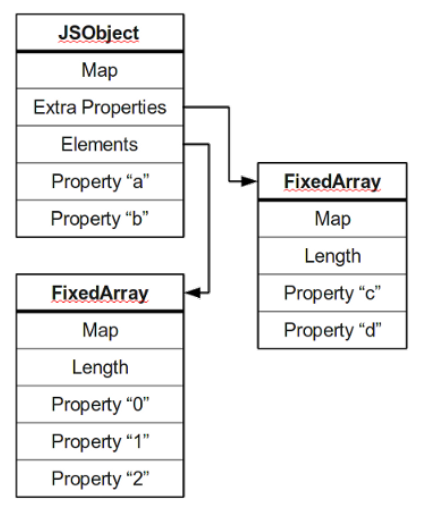 JSObject
Map
Extra Properties
Elements
Property “a”
Property “b”
FixedArray
Map
Length
Property “c”
Property “d”
FixedArray
Map
Length
Property “0”
Property “1”
Property “2”